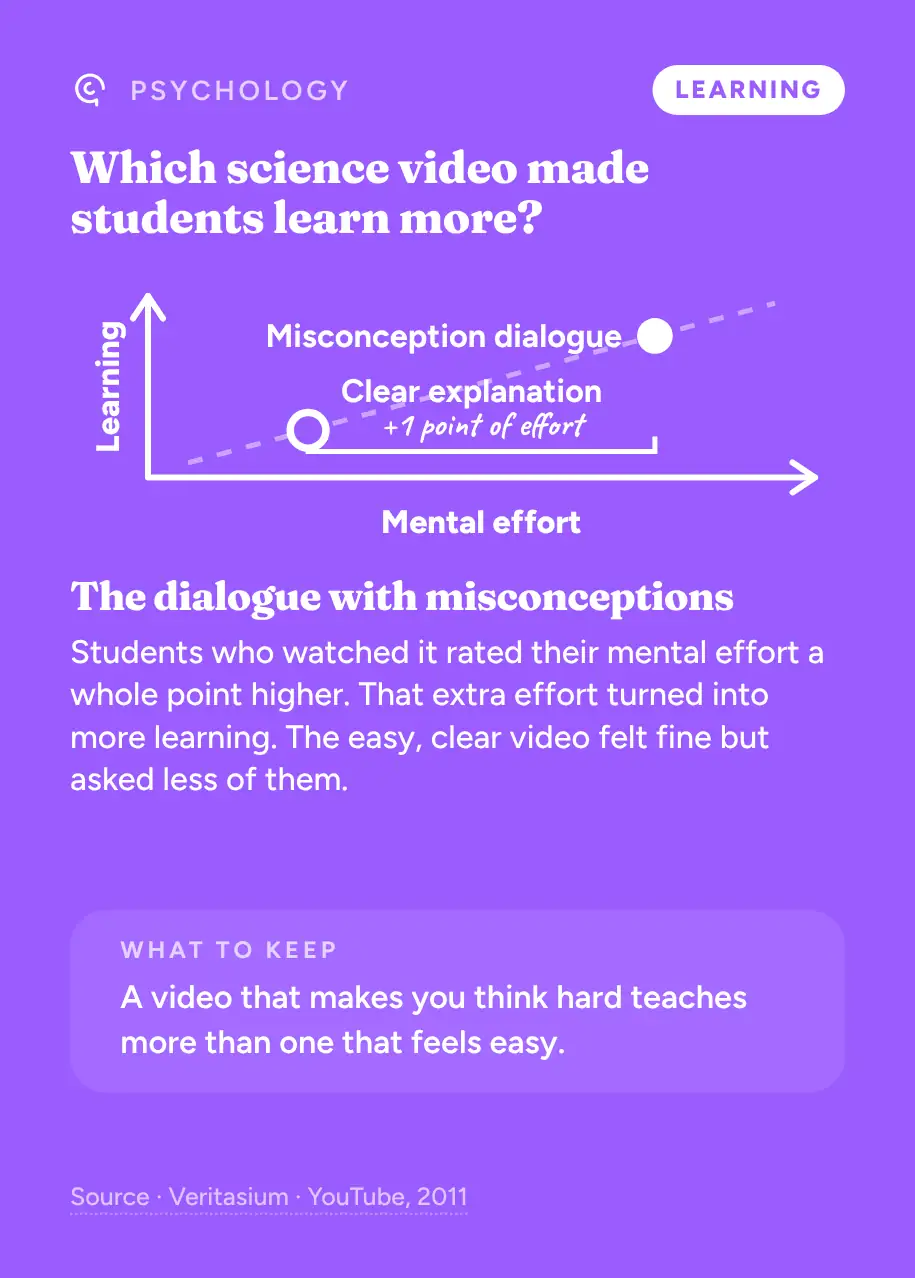 PSYCHOLOGY
LEARNING
Which science video made
students learn more?
Learning
Misconception dialogue
Clear explanation
+1 point of effort
Mental effort
The dialogue with misconceptions
Students who watched it rated their mental effort a
whole point higher. That extra effort turned into
more learning. The easy, clear video felt fine but
asked less of them.
WHAT TO KEEP
A video that makes you think hard teaches
more than one that feels easy.
Source · Veritasium · YouTube, 2011